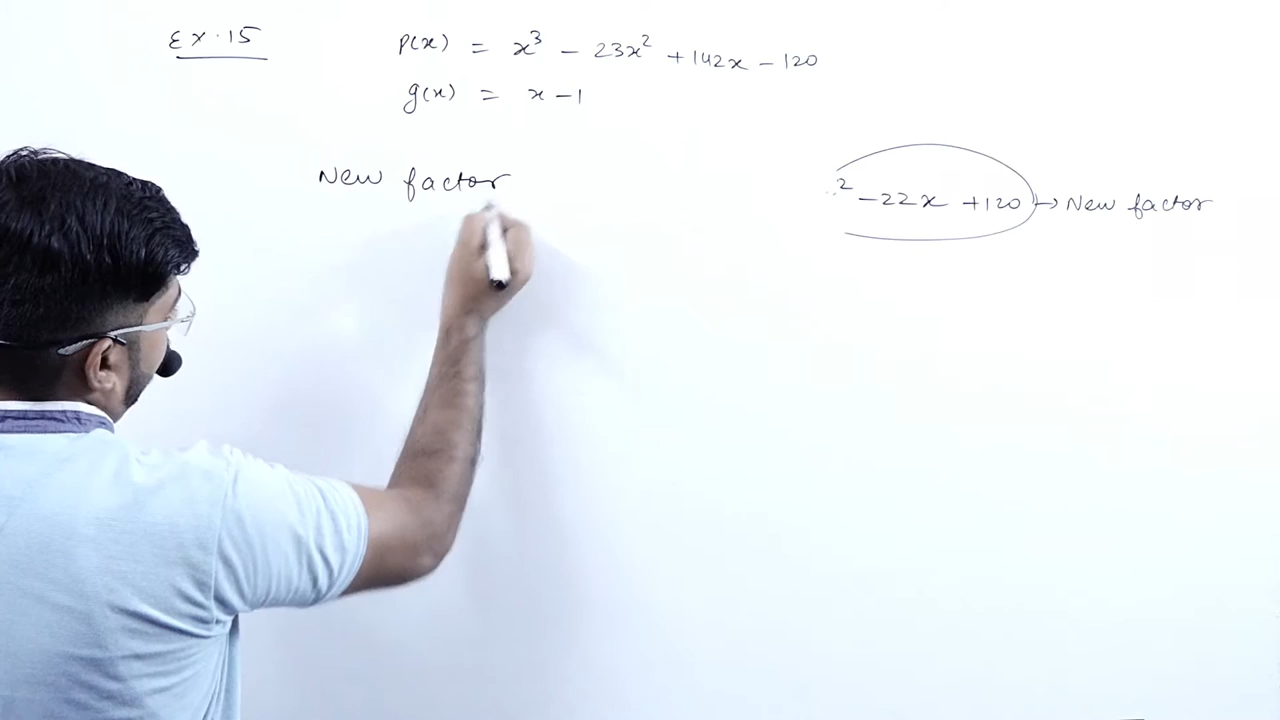 Ex. 15
p(x) = x³ - 23x² + 142x - 120
g(x) = x - 1
New factor
² - 22x + 120 → New factor